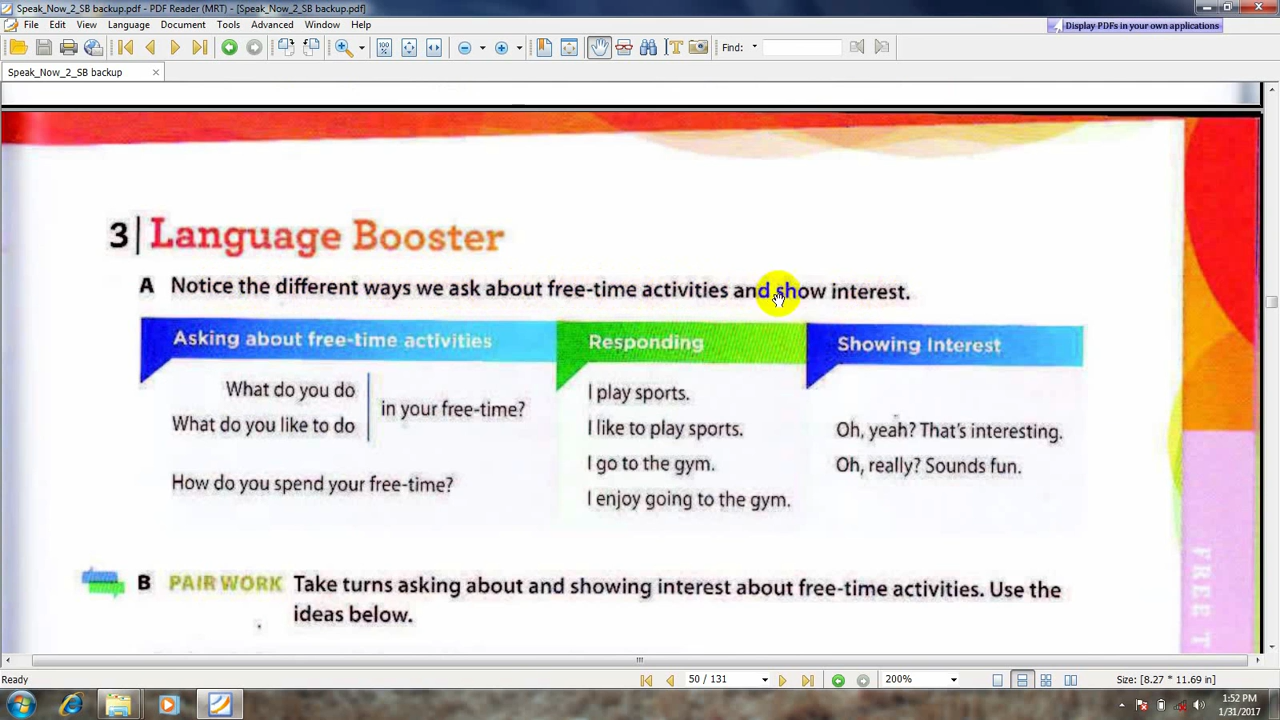 Speak_Now_2_SB backup.pdf - PDF Reader (MRT) - [Speak_Now_2_SB backup.pdf]
File Edit View Language Document Tools Advanced Window Help
Display PDFs in your own applications
Find:
Speak_Now_2_SB backup
3 Language Booster
A Notice the different ways we ask about free-time activities and show interest.
Asking about free-time activities Responding Showing Interest
What do you do
What do you like to do
in your free-time?
How do you spend your free-time?
I play sports.
I like to play sports.
I go to the gym.
I enjoy going to the gym.
Oh, yeah? That's interesting.
Oh, really? Sounds fun.
B PAIR WORK Take turns asking about and showing interest about free-time activities. Use the
ideas below.
FREE T
Ready
50 / 131
200%
Size: [8.27 * 11.69 in]
1:52 PM
1/31/2017